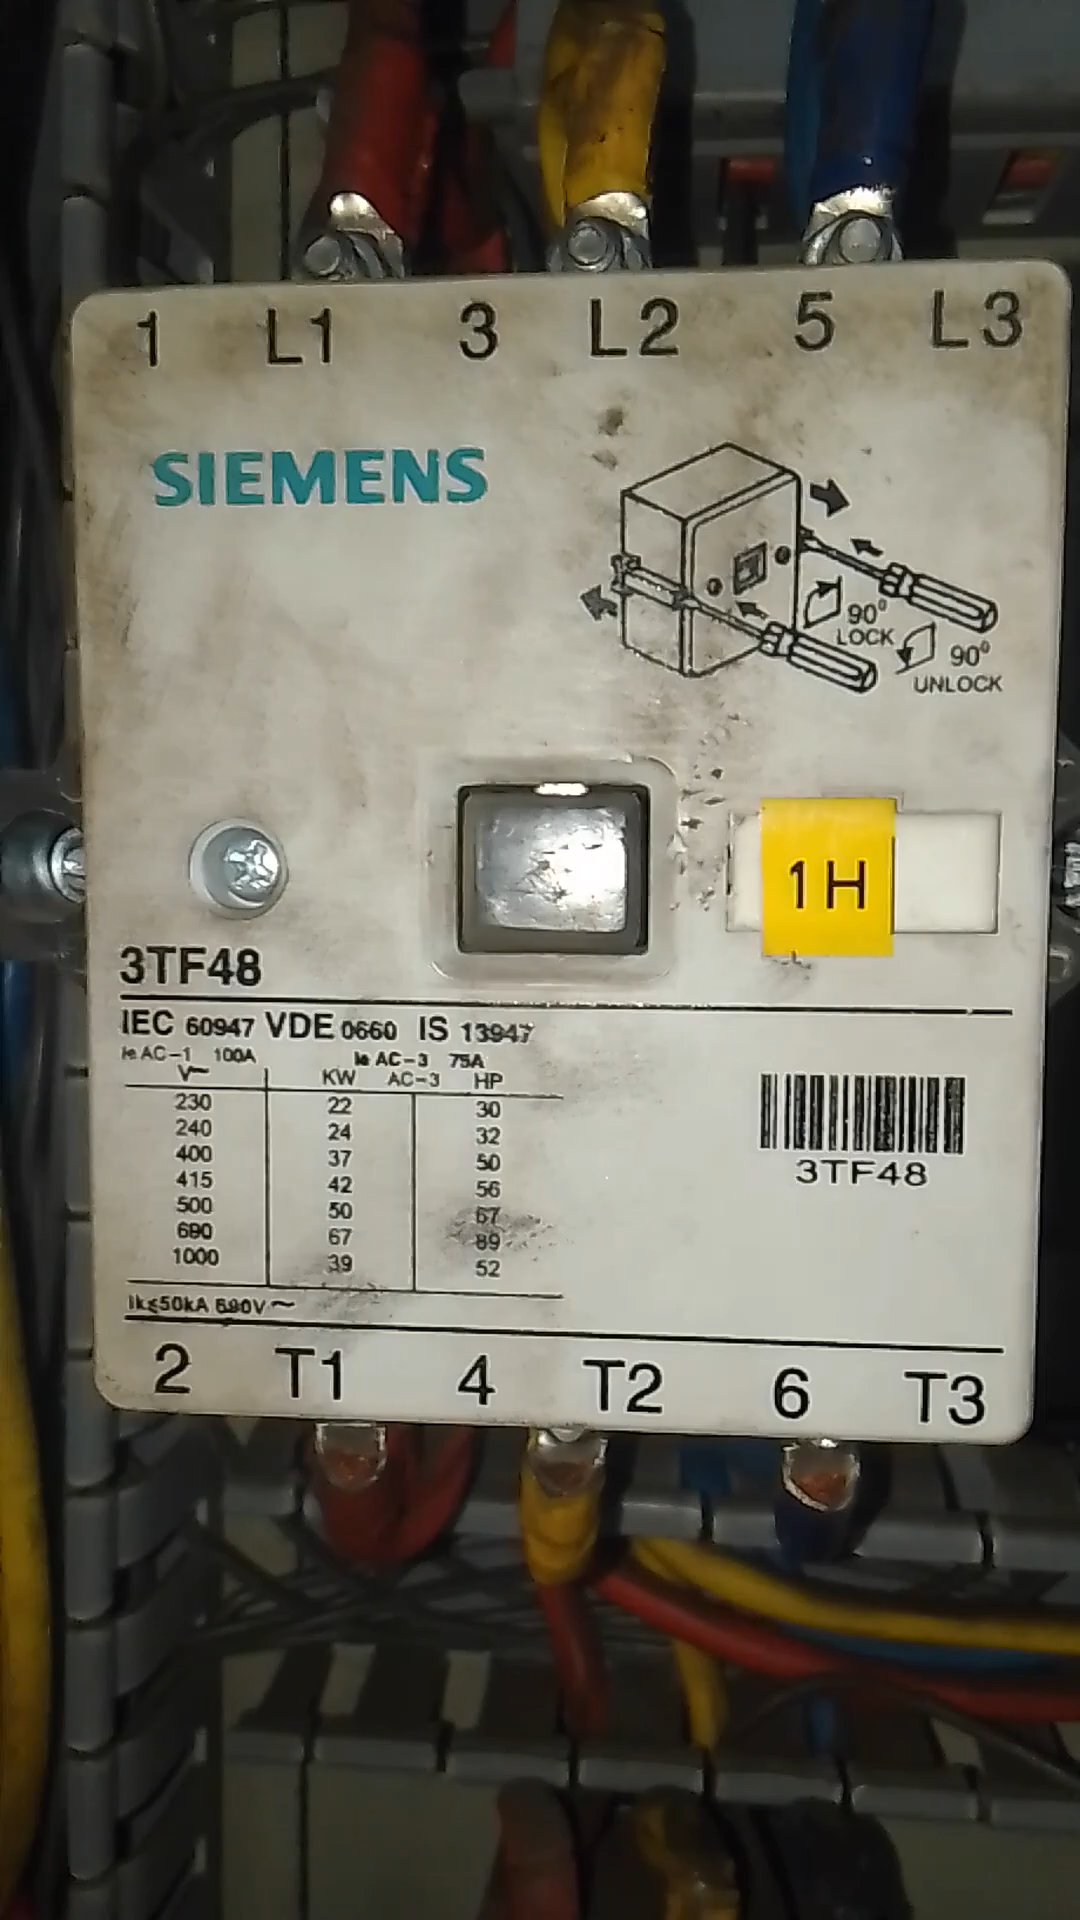 1 L1 3 L2 5 L3
SIEMENS
90° LOCK
90° UNLOCK
1H
3TF48
IEC 60947 VDE 0660 IS 13947
Ie AC-1 100A Ie AC-3 75A
V~ KW AC-3 HP
230 22 30
240 24 32
400 37 50
415 42 56
500 50 67
690 67 89
1000 39 52
Ik≤50kA 690V~
3TF48
2 T1 4 T2 6 T3